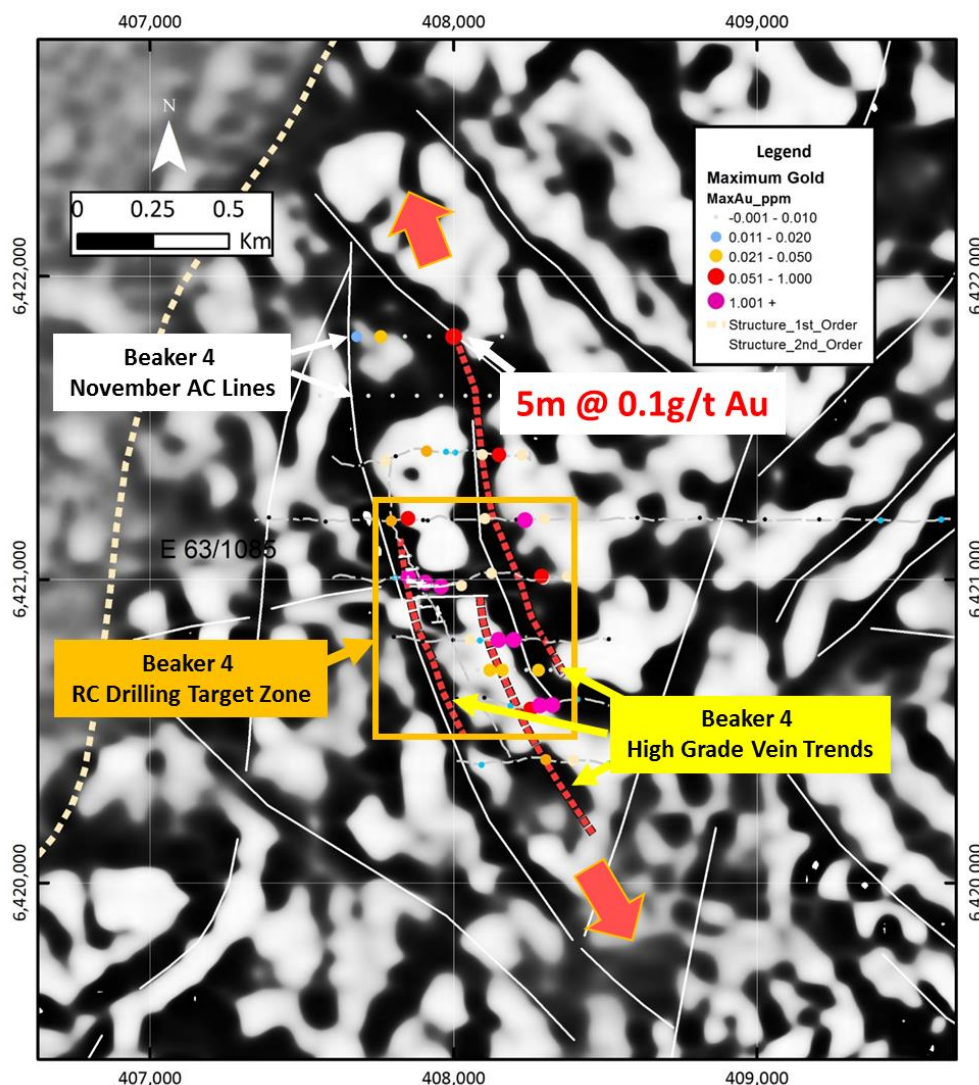 407,000
408,000
409,000
N
0
0.25
0.5
Km
Legend
Maximum Gold
MaxAu_ppm
-0.001 - 0.010
0.011 - 0.020
0.021 - 0.050
0.051 - 1.000
1.001 +
Structure_1st_Order
Structure_2nd_Order
6,422,000
6,422,000
Beaker 4
November AC Lines
5m @ 0.1g/t Au
E 63/1085
6,421,000
6,421,000
Beaker 4
RC Drilling Target Zone
Beaker 4
High Grade Vein Trends
6,420,000
6,420,000
407,000
408,000
409,000